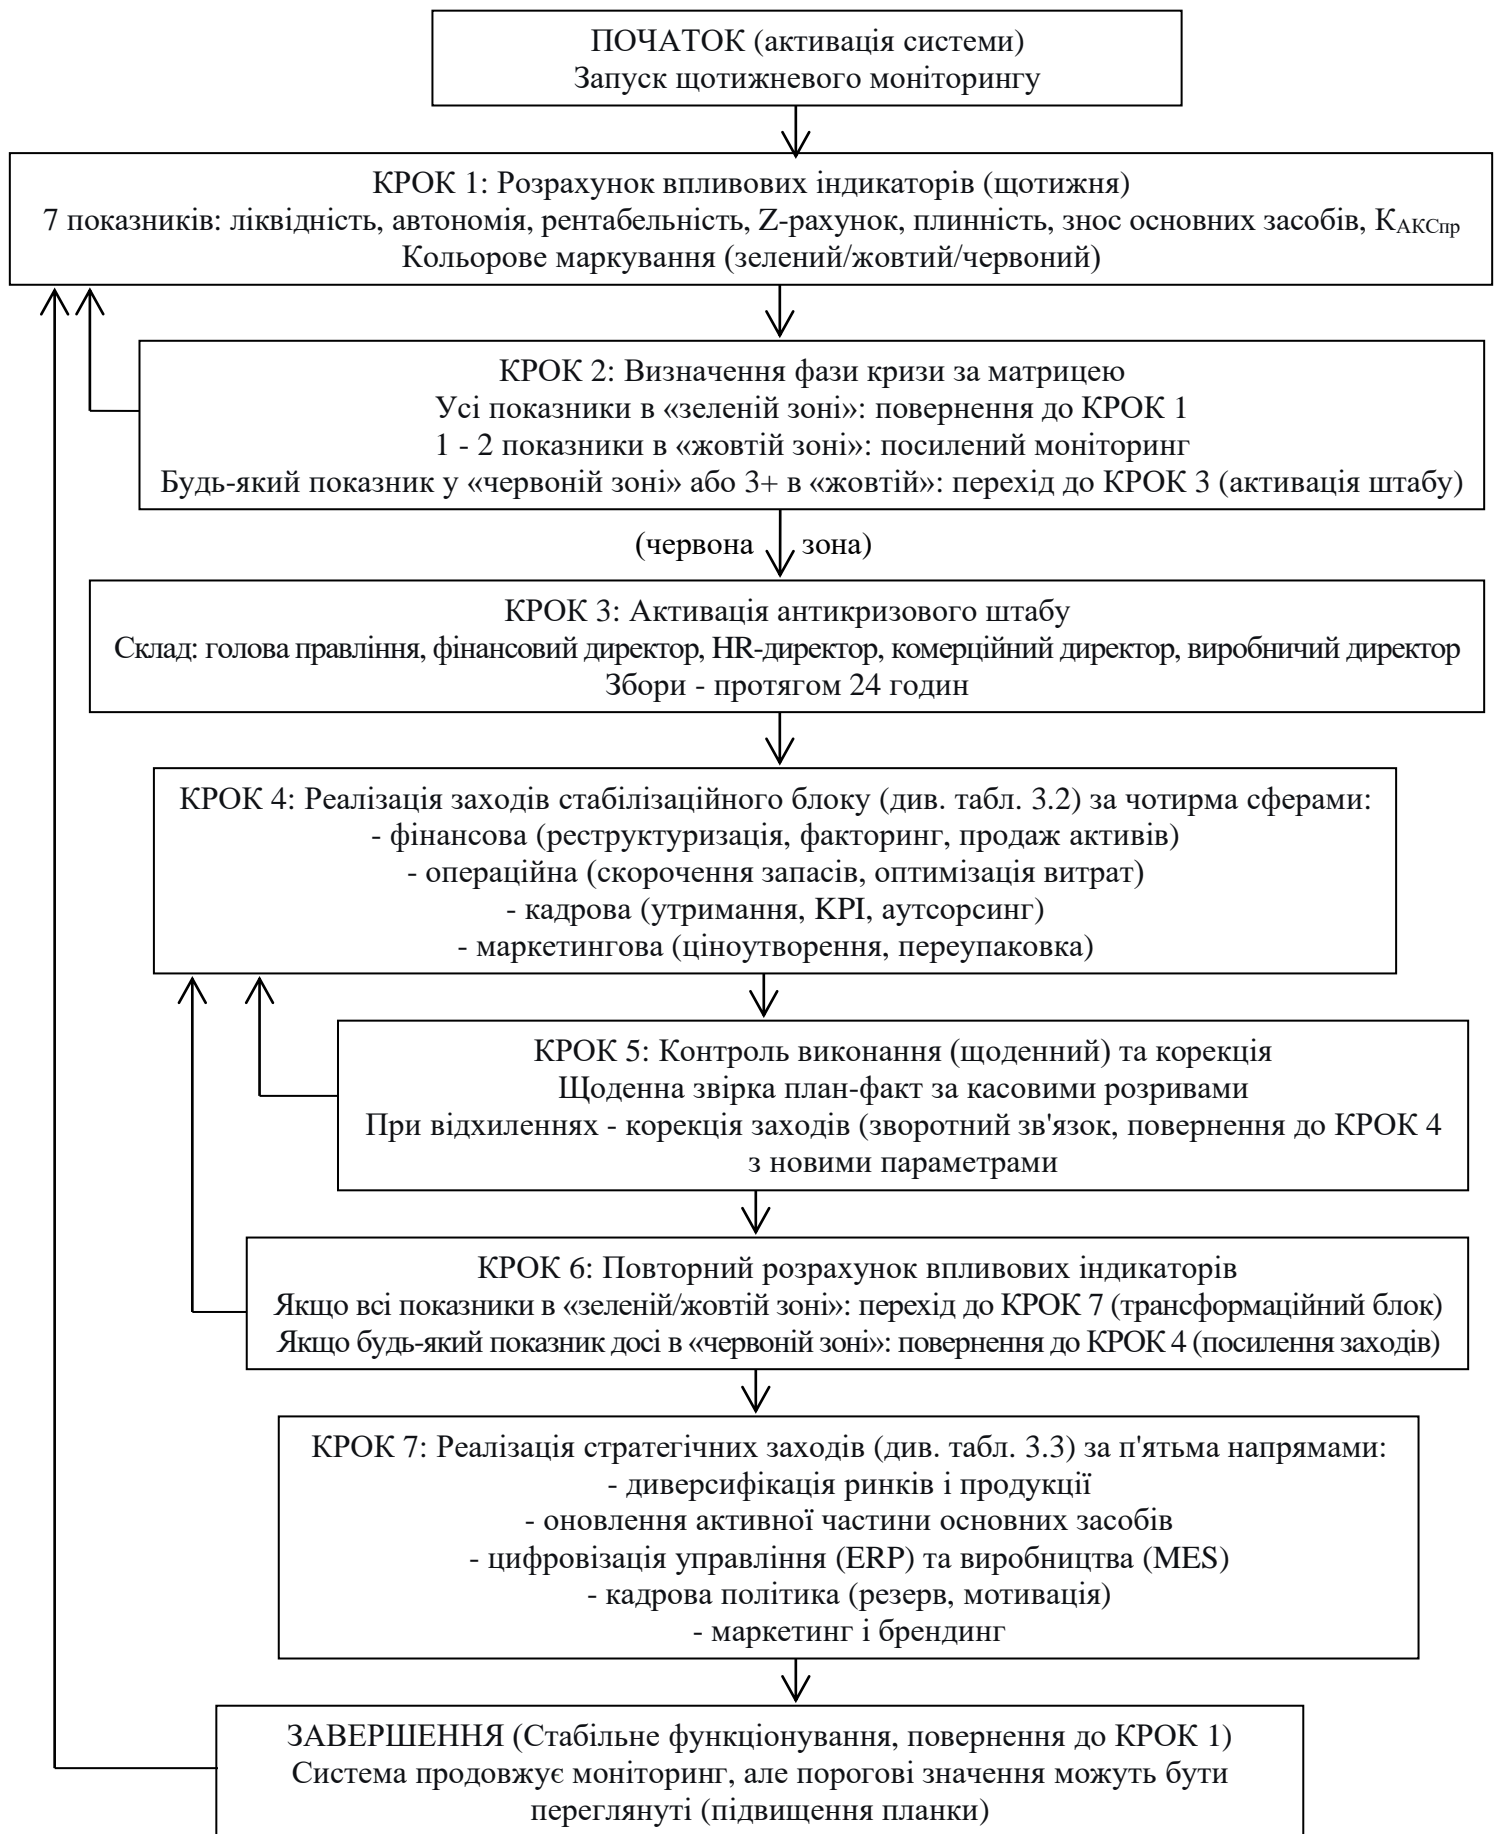 ПОЧАТОК (активація системи)
Запуск щотижневого моніторингу
КРОК 1: Розрахунок впливових індикаторів (щотижня)
7 показників: ліквідність, автономія, рентабельність, Z-рахунок, плинність, знос основних засобів, КАКСпр
Кольорове маркування (зелений/жовтий/червоний)
КРОК 2: Визначення фази кризи за матрицею
Усі показники в «зеленій зоні»: повернення до КРОК 1
1 - 2 показники в «жовтій зоні»: посилений моніторинг
Будь-який показник у «червоній зоні» або 3+ в «жовтій»: перехід до КРОК 3 (активація штабу)
(червона зона)
КРОК 3: Активація антикризового штабу
Склад: голова правління, фінансовий директор, HR-директор, комерційний директор, виробничий директор
Збори - протягом 24 годин
КРОК 4: Реалізація заходів стабілізаційного блоку (див. табл. 3.2) за чотирма сферами:
- фінансова (реструктуризація, факторинг, продаж активів)
- операційна (скорочення запасів, оптимізація витрат)
- кадрова (утримання, KPI, аутсорсинг)
- маркетингова (ціноутворення, переупаковка)
КРОК 5: Контроль виконання (щоденний) та корекція
Щоденна звірка план-факт за касовими розривами
При відхиленнях - корекція заходів (зворотний зв'язок, повернення до КРОК 4
з новими параметрами
КРОК 6: Повторний розрахунок впливових індикаторів
Якщо всі показники в «зеленій/жовтій зоні»: перехід до КРОК 7 (трансформаційний блок)
Якщо будь-який показник досі в «червоній зоні»: повернення до КРОК 4 (посилення заходів)
КРОК 7: Реалізація стратегічних заходів (див. табл. 3.3) за п'ятьма напрямами:
- диверсифікація ринків і продукції
- оновлення активної частини основних засобів
- цифровізація управління (ERP) та виробництва (MES)
- кадрова політика (резерв, мотивація)
- маркетинг і брендинг
ЗАВЕРШЕННЯ (Стабільне функціонування, повернення до КРОК 1)
Система продовжує моніторинг, але порогові значення можуть бути
переглянуті (підвищення планки)